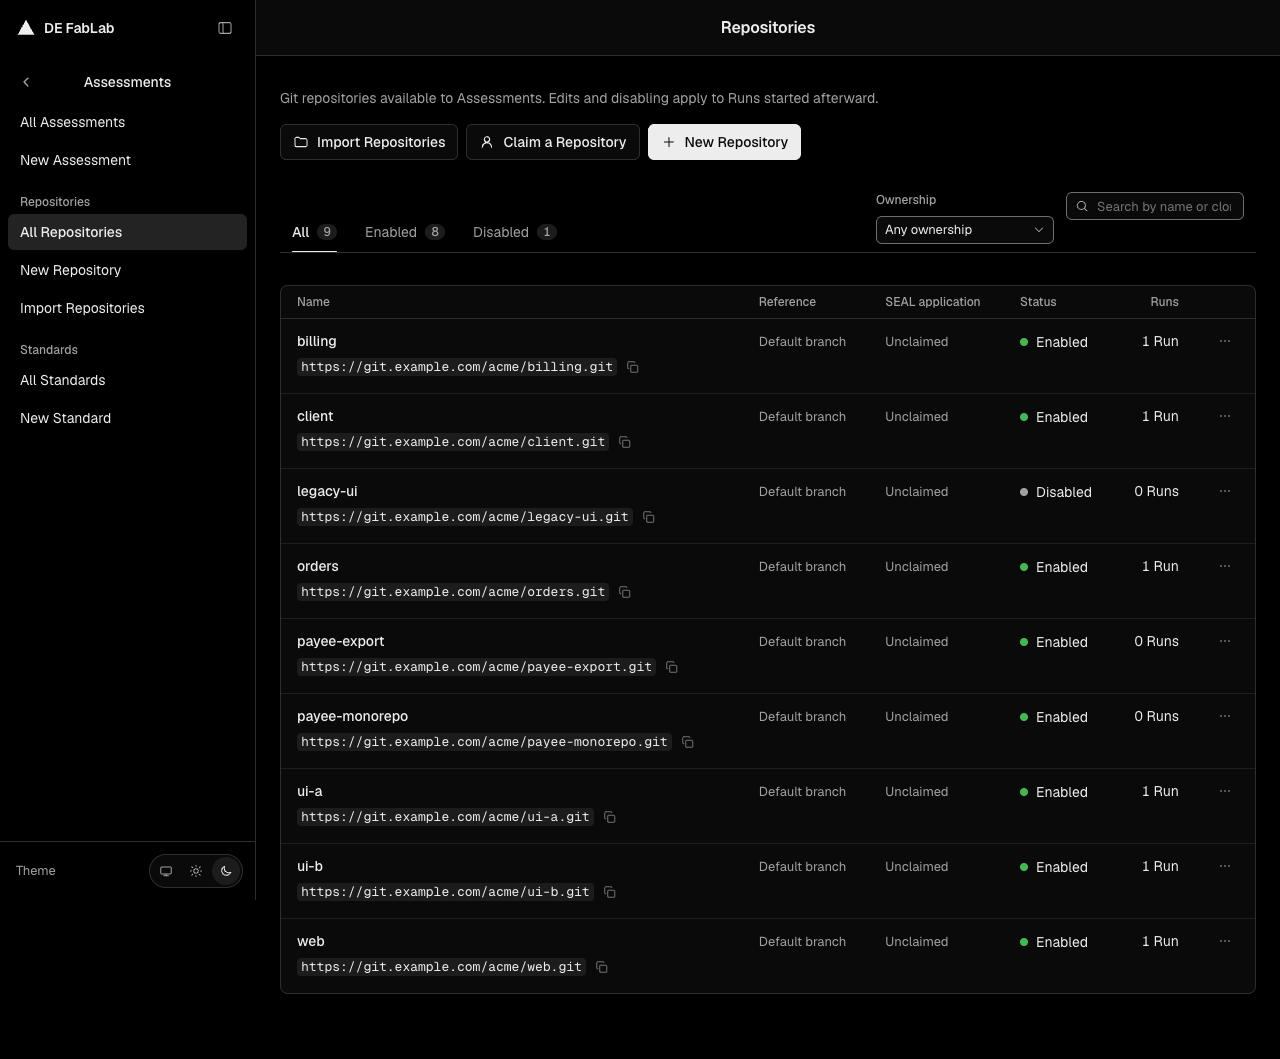 DE FabLab
Assessments
All Assessments
New Assessment
Repositories
All Repositories
New Repository
Import Repositories
Standards
All Standards
New Standard
Theme
Repositories
Git repositories available to Assessments. Edits and disabling apply to Runs started afterward.
Import Repositories Claim a Repository New Repository
All 9 Enabled 8 Disabled 1
Ownership
Any ownership
Search by name or clo
Name Reference SEAL application Status Runs
billing Default branch Unclaimed Enabled 1 Run
https://git.example.com/acme/billing.git
client Default branch Unclaimed Enabled 1 Run
https://git.example.com/acme/client.git
legacy-ui Default branch Unclaimed Disabled 0 Runs
https://git.example.com/acme/legacy-ui.git
orders Default branch Unclaimed Enabled 1 Run
https://git.example.com/acme/orders.git
payee-export Default branch Unclaimed Enabled 0 Runs
https://git.example.com/acme/payee-export.git
payee-monorepo Default branch Unclaimed Enabled 0 Runs
https://git.example.com/acme/payee-monorepo.git
ui-a Default branch Unclaimed Enabled 1 Run
https://git.example.com/acme/ui-a.git
ui-b Default branch Unclaimed Enabled 1 Run
https://git.example.com/acme/ui-b.git
web Default branch Unclaimed Enabled 1 Run
https://git.example.com/acme/web.git